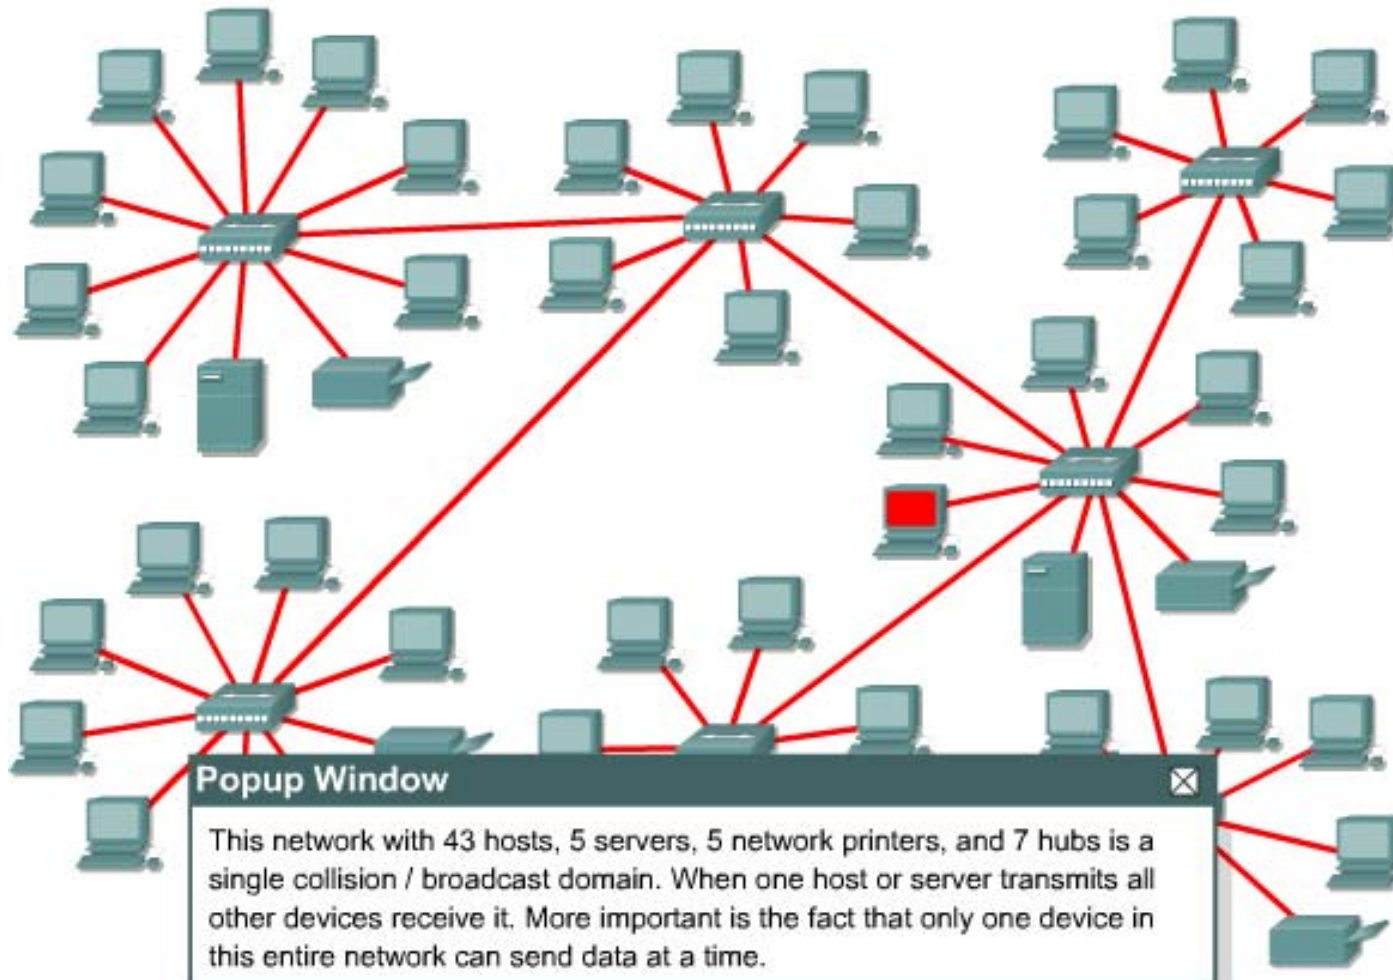 Popup Window
This network with 43 hosts, 5 servers, 5 network printers, and 7 hubs is a
single collision / broadcast domain. When one host or server transmits all
other devices receive it. More important is the fact that only one device in
this entire network can send data at a time.